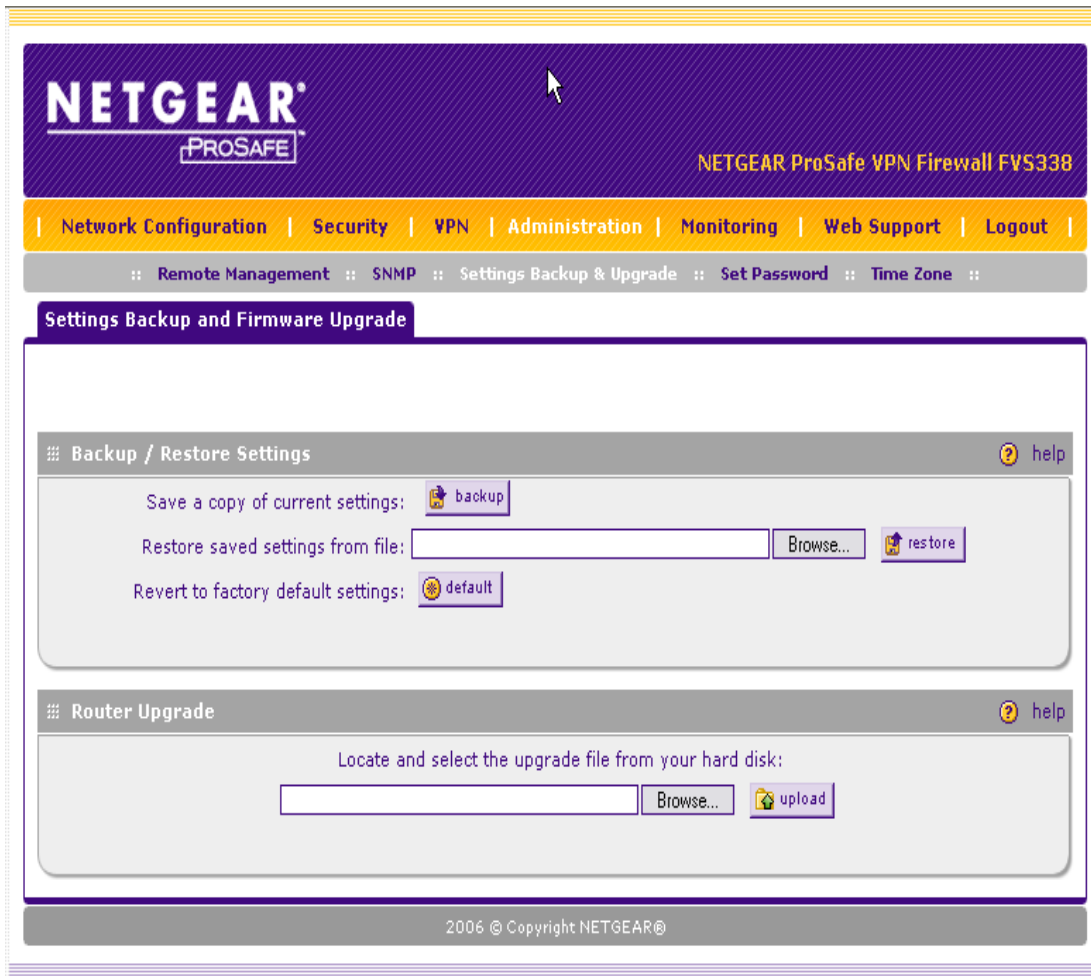 NETGEAR®
PROSAFE™
NETGEAR ProSafe VPN Firewall FVS338
| Network Configuration | Security | VPN | Administration | Monitoring | Web Support | Logout |
:: Remote Management :: SNMP :: Settings Backup & Upgrade :: Set Password :: Time Zone ::
Settings Backup and Firmware Upgrade
Backup / Restore Settings ? help
Save a copy of current settings: backup
Restore saved settings from file: Browse... restore
Revert to factory default settings: default
Router Upgrade ? help
Locate and select the upgrade file from your hard disk:
Browse... upload
2006 © Copyright NETGEAR®